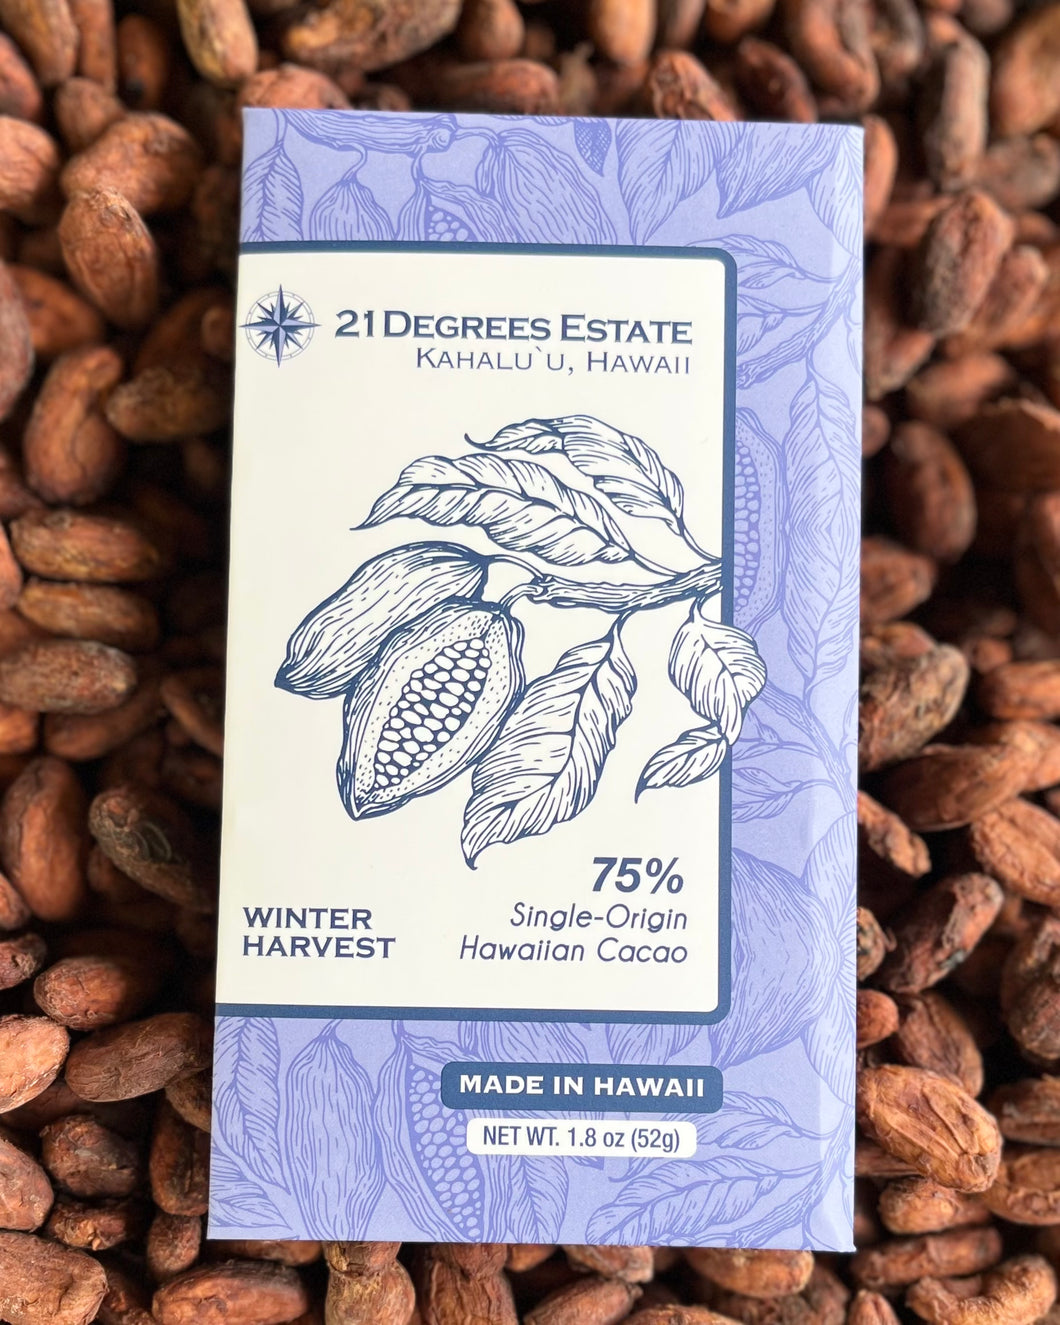 21 DEGREES ESTATE
KAHALU`U, HAWAII
75%
Single-Origin
Hawaiian Cacao
WINTER
HARVEST
MADE IN HAWAII
NET WT. 1.8 oz (52g)